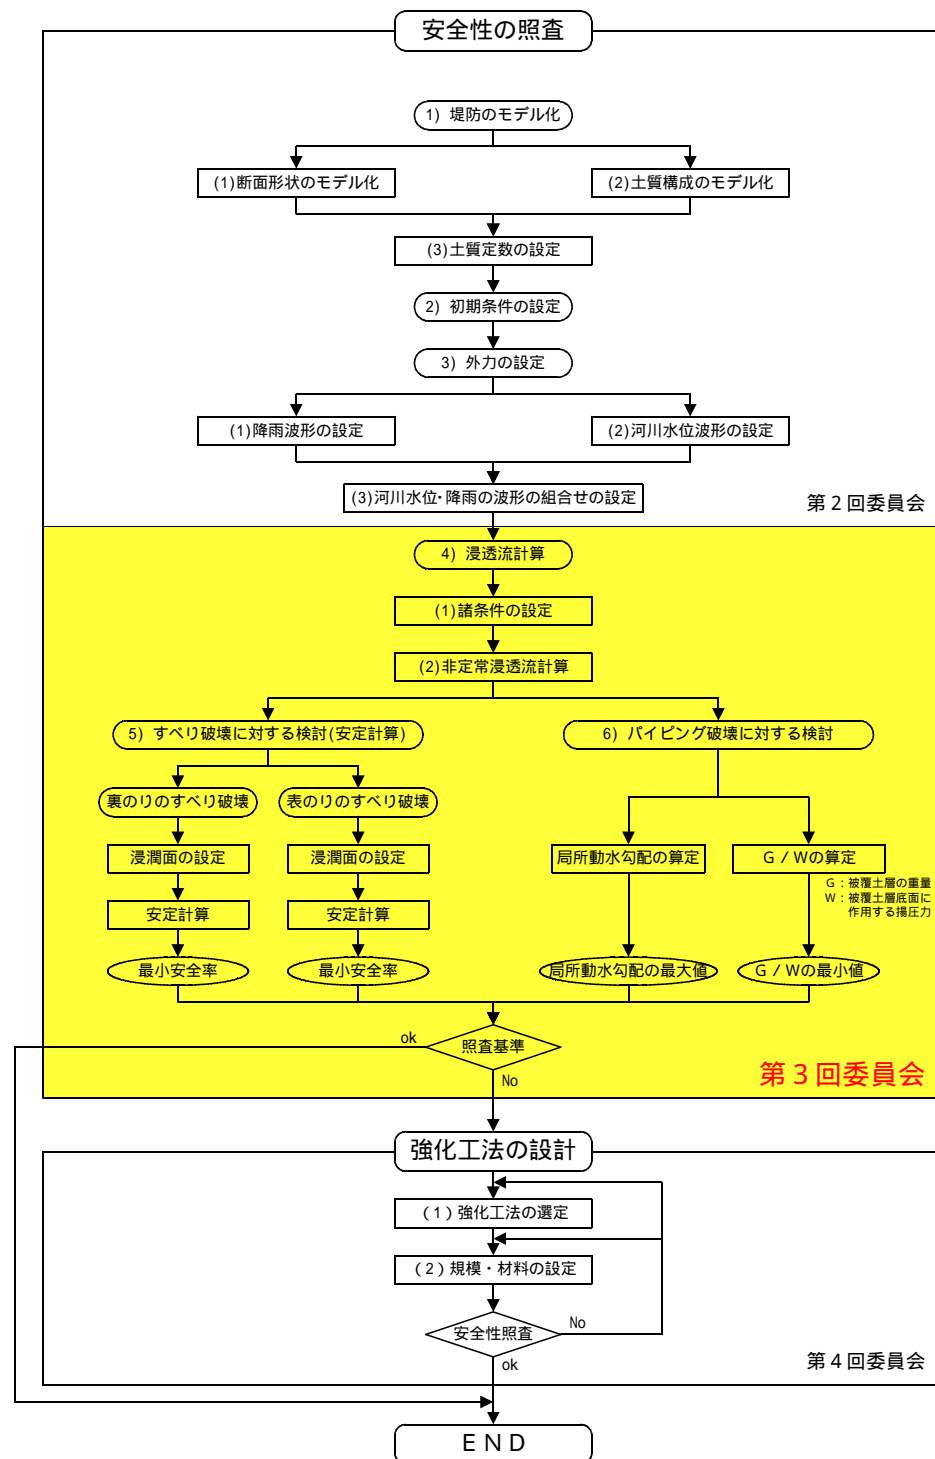 安全性の照査
1) 堤防のモデル化
(1)断面形状のモデル化
(2)土質構成のモデル化
(3)土質定数の設定
2) 初期条件の設定
3) 外力の設定
(1)降雨波形の設定
(2)河川水位波形の設定
(3)河川水位・降雨の波形の組合せの設定
第２回委員会
4) 浸透流計算
(1)諸条件の設定
(2)非定常浸透流計算
5) すべり破壊に対する検討(安定計算)
6) パイピング破壊に対する検討
裏のりのすべり破壊
表のりのすべり破壊
浸潤面の設定
浸潤面の設定
局所動水勾配の算定
Ｇ／Ｗの算定
Ｇ：被覆土層の重量
Ｗ：被覆土層底面に
作用する揚圧力
安定計算
安定計算
最小安全率
最小安全率
局所動水勾配の最大値
Ｇ／Ｗの最小値
ok
照査基準
No
第３回委員会
強化工法の設計
（１）強化工法の選定
（２）規模・材料の設定
安全性照査
No
ok
第４回委員会
ＥＮＤ